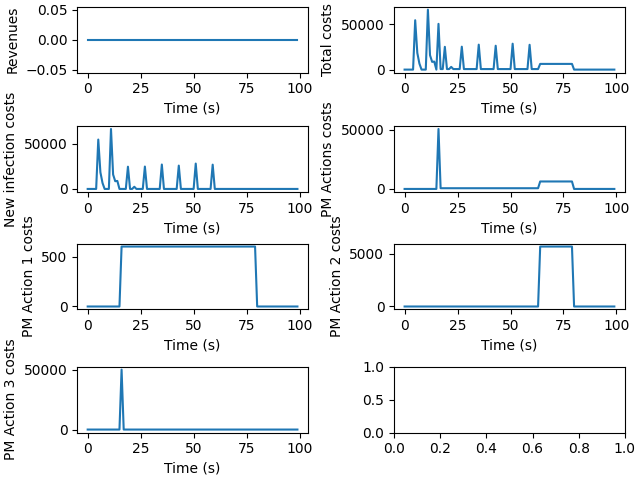 Revenues
0.05
0.00
−0.05
0 25 50 75 100
Time (s)
Total costs
50000
0
0 25 50 75 100
Time (s)
New infection costs
50000
0
0 25 50 75 100
Time (s)
PM Actions costs
50000
0
0 25 50 75 100
Time (s)
PM Action 1 costs
500
0
0 25 50 75 100
Time (s)
PM Action 2 costs
5000
0
0 25 50 75 100
Time (s)
PM Action 3 costs
50000
0
0 25 50 75 100
Time (s)
1.0
0.5
0.0
0.0 0.2 0.4 0.6 0.8 1.0